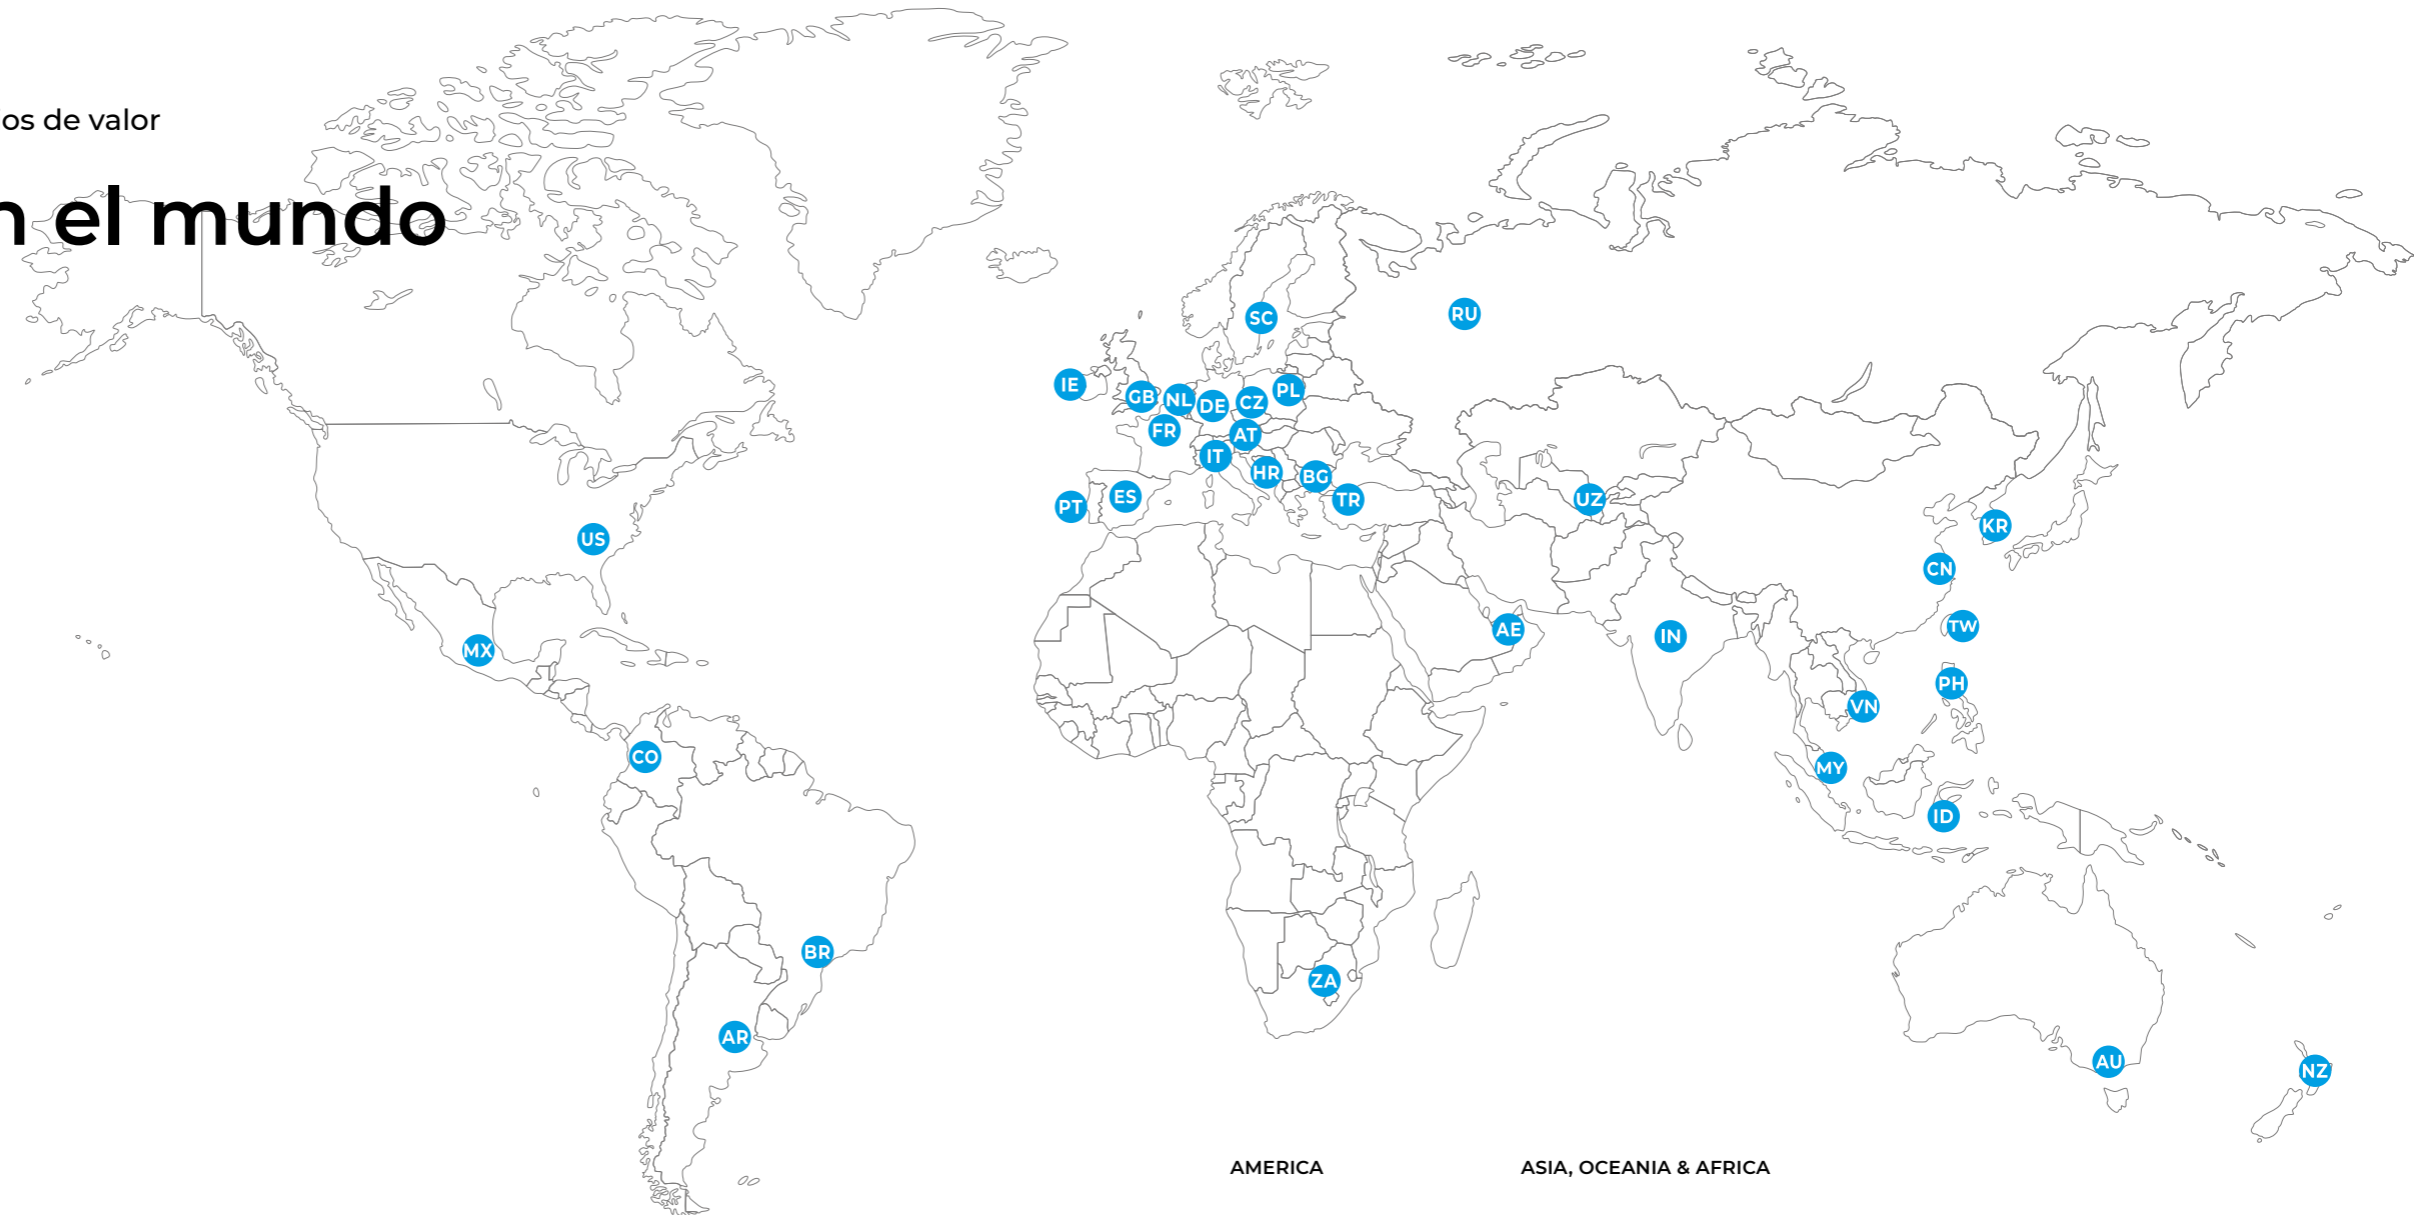 os de valor
n el mundo
SC
RU
IE
GB
NL
DE
CZ
PL
FR
AT
IT
HR
BG
PT
ES
TR
UZ
US
KR
CN
MX
AE
IN
TW
PH
VN
CO
MY
ID
BR
ZA
AR
AU
NZ
AMERICA
ASIA, OCEANIA & AFRICA